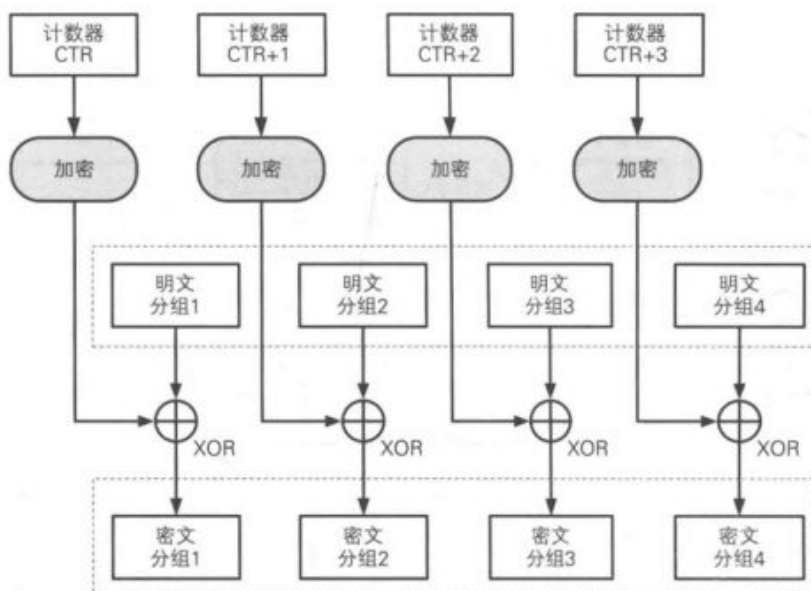 计数器 计数器 计数器 计数器
CTR CTR+1 CTR+2 CTR+3
加密 加密 加密 加密
明文 明文 明文 明文
分组1 分组2 分组3 分组4
XOR XOR XOR XOR
密文 密文 密文 密文
分组1 分组2 分组3 分组4